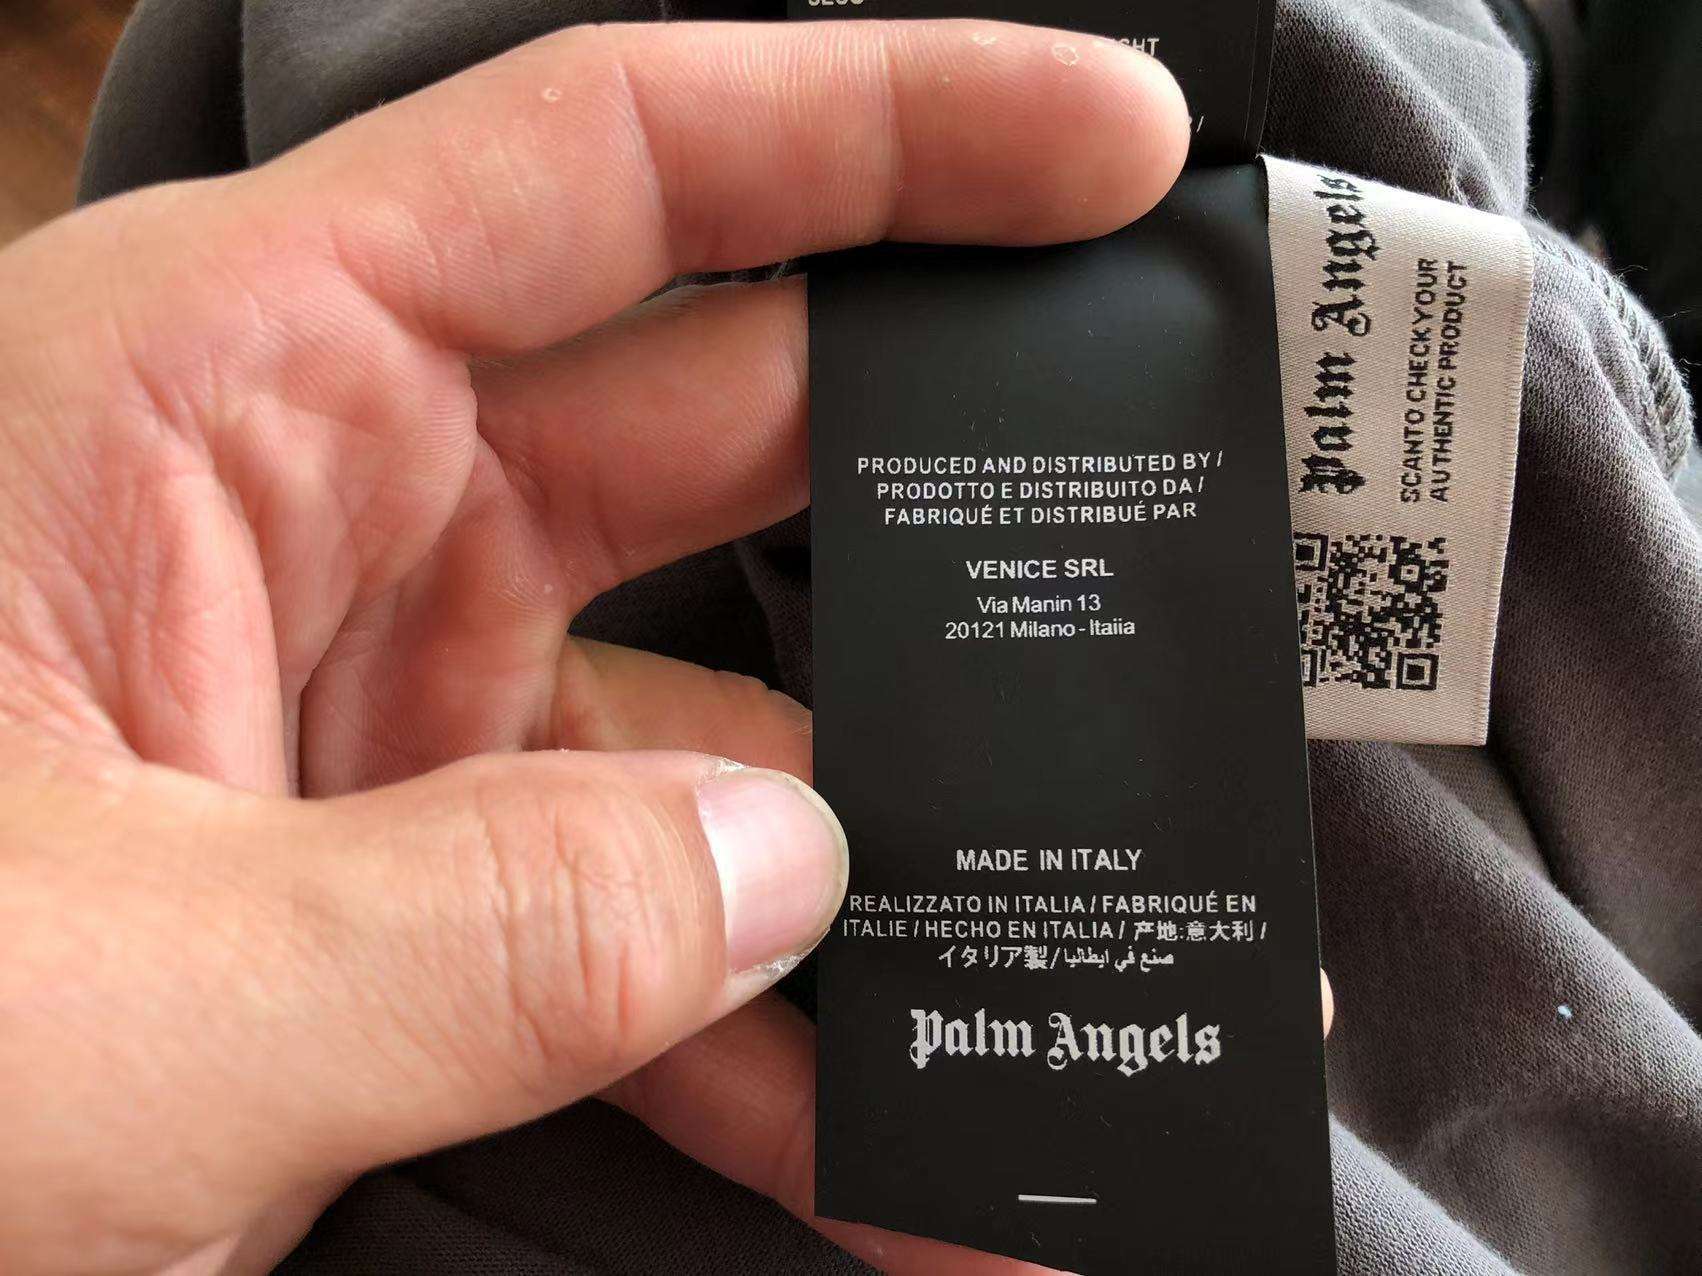 PRODUCED AND DISTRIBUTED BY /
PRODOTTO E DISTRIBUITO DA /
FABRIQUÉ ET DISTRIBUÉ PAR
VENICE SRL
Via Manin 13
20121 Milano - Itaiia
MADE IN ITALY
REALIZZATO IN ITALIA / FABRIQUÉ EN
ITALIE / HECHO EN ITALIA / 产地:意大利 /
イタリア製 / صنع في ايطاليا
Palm Angels
Palm Angels
SCAN TO CHECK YOUR
AUTHENTIC PRODUCT